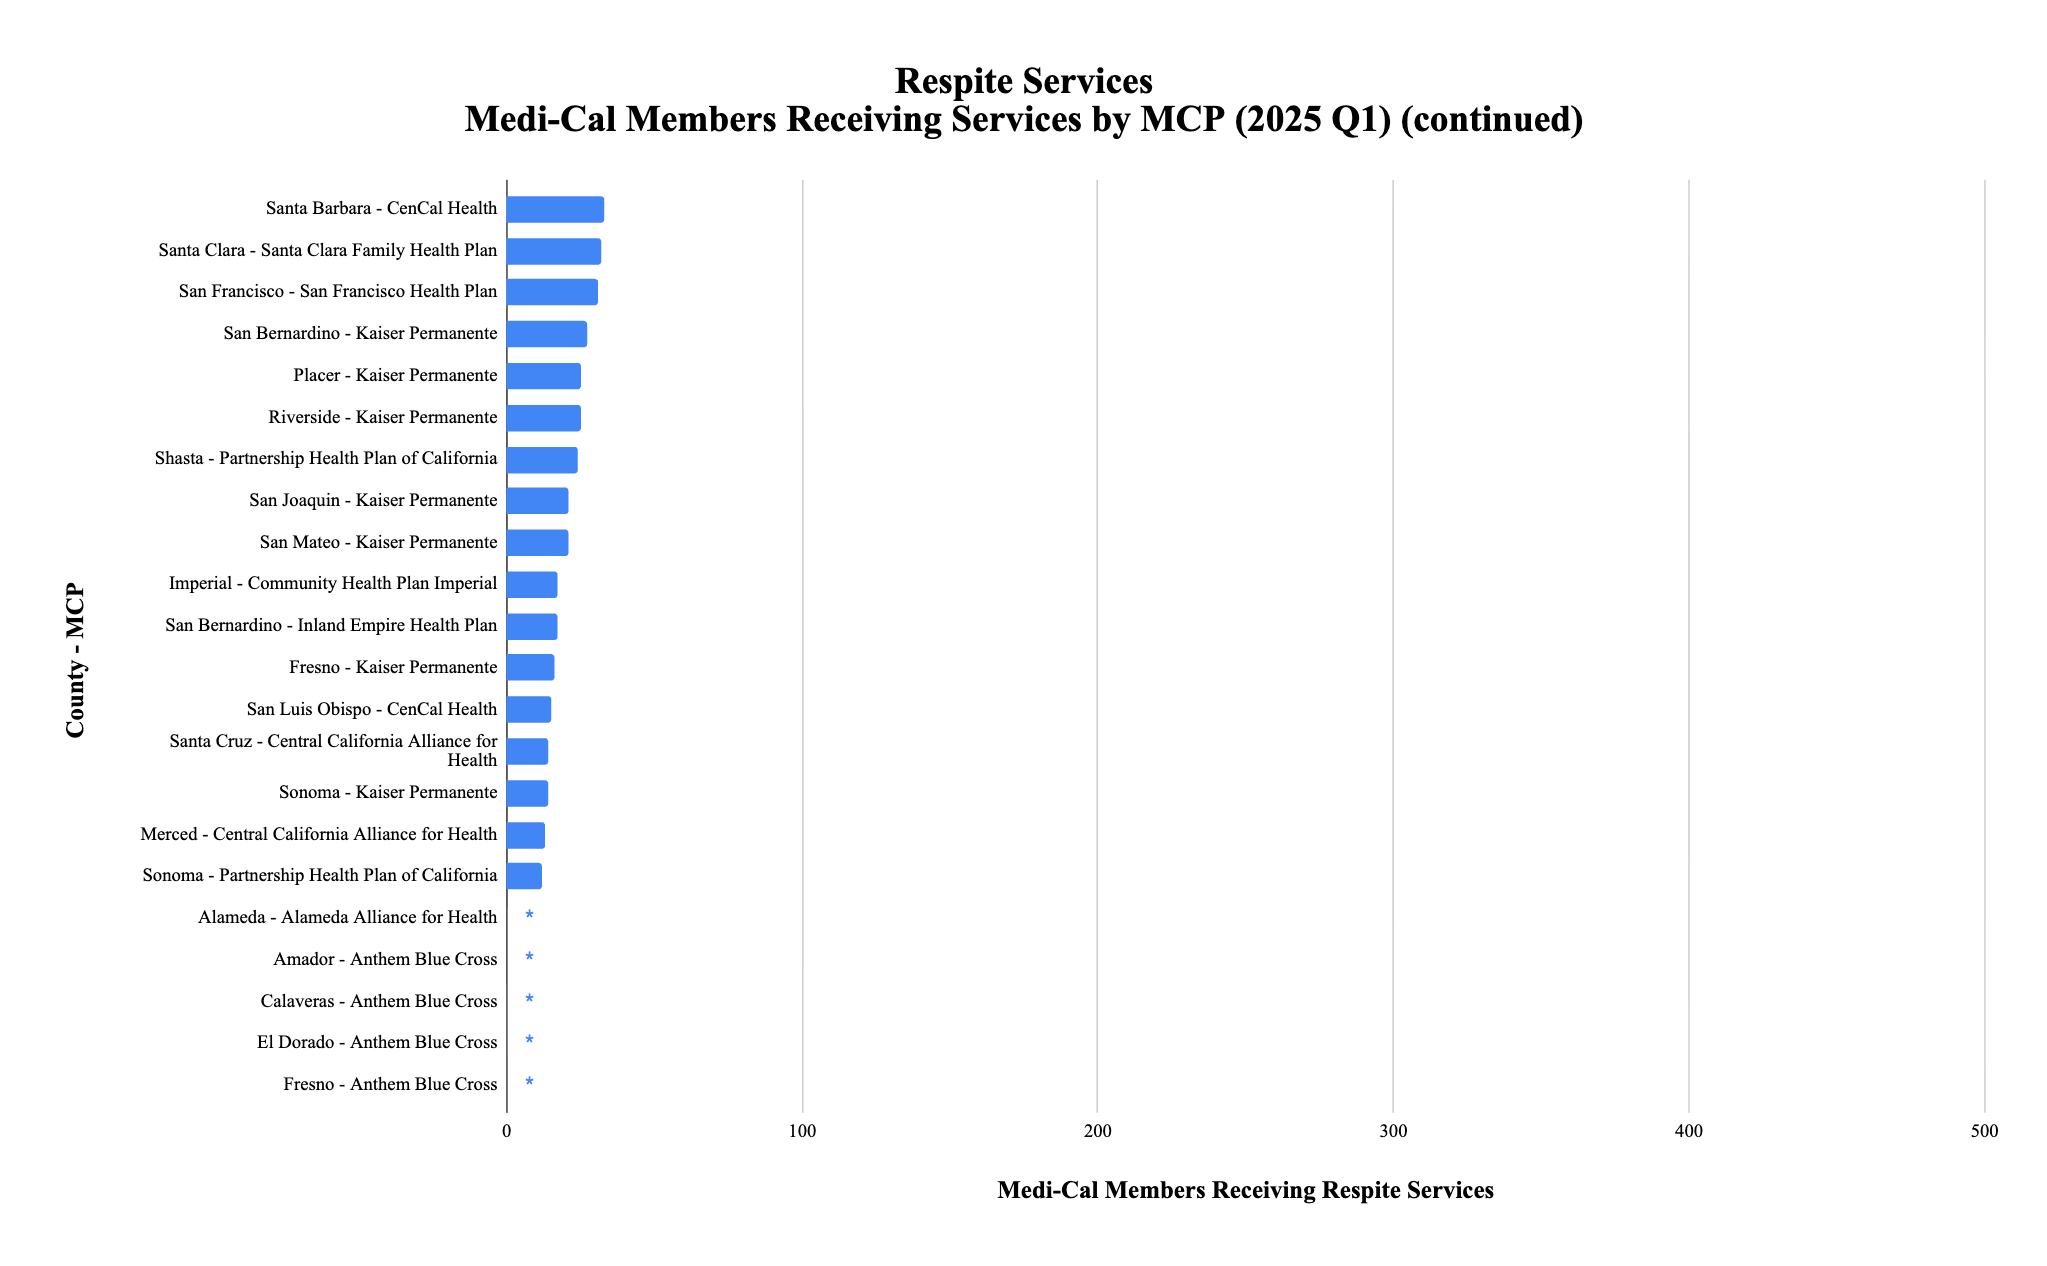 Respite Services
Medi-Cal Members Receiving Services by MCP (2025 Q1) (continued)
County - MCP
Santa Barbara - CenCal Health
Santa Clara - Santa Clara Family Health Plan
San Francisco - San Francisco Health Plan
San Bernardino - Kaiser Permanente
Placer - Kaiser Permanente
Riverside - Kaiser Permanente
Shasta - Partnership Health Plan of California
San Joaquin - Kaiser Permanente
San Mateo - Kaiser Permanente
Imperial - Community Health Plan Imperial
San Bernardino - Inland Empire Health Plan
Fresno - Kaiser Permanente
San Luis Obispo - CenCal Health
Santa Cruz - Central California Alliance for
Health
Sonoma - Kaiser Permanente
Merced - Central California Alliance for Health
Sonoma - Partnership Health Plan of California
Alameda - Alameda Alliance for Health *
Amador - Anthem Blue Cross *
Calaveras - Anthem Blue Cross *
El Dorado - Anthem Blue Cross *
Fresno - Anthem Blue Cross *
0 100 200 300 400 500
Medi-Cal Members Receiving Respite Services